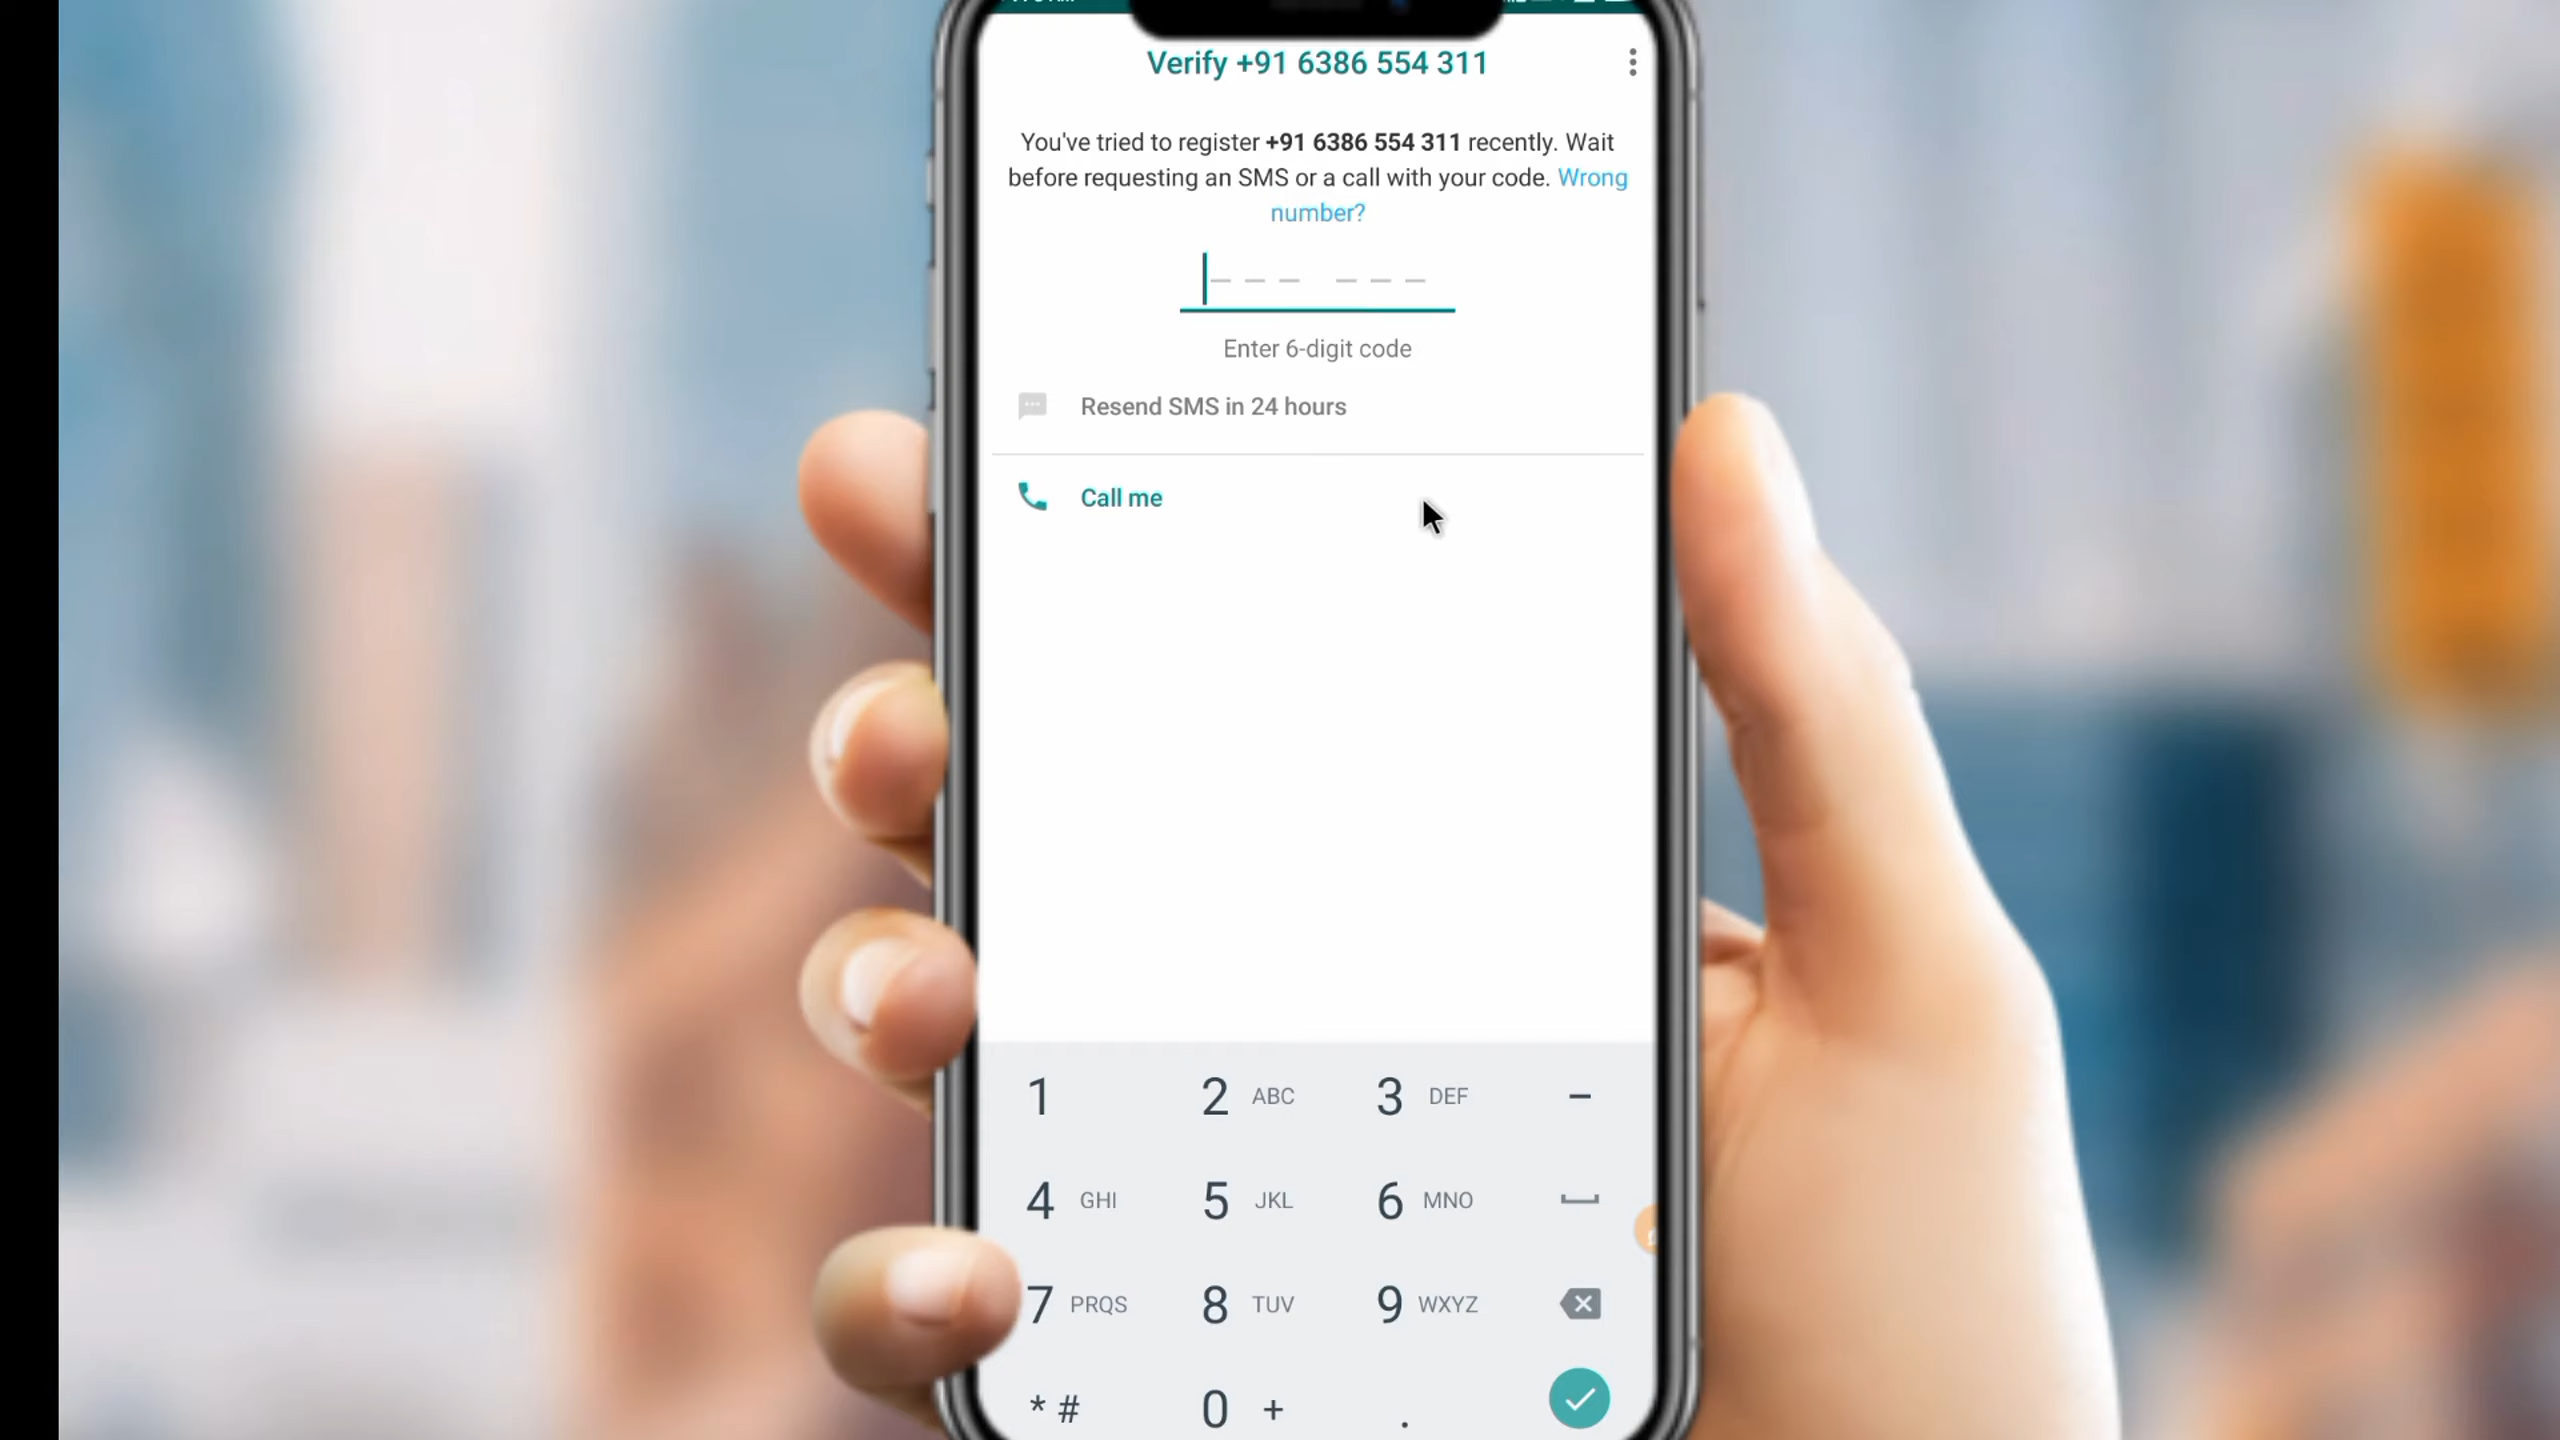 Verify +91 6386 554 311
You've tried to register +91 6386 554 311 recently. Wait
before requesting an SMS or a call with your code. Wrong
number?
Enter 6-digit code
Resend SMS in 24 hours
Call me
1 2 ABC 3 DEF –
4 GHI 5 JKL 6 MNO
7 PRQS 8 TUV 9 WXYZ
* # 0 + .